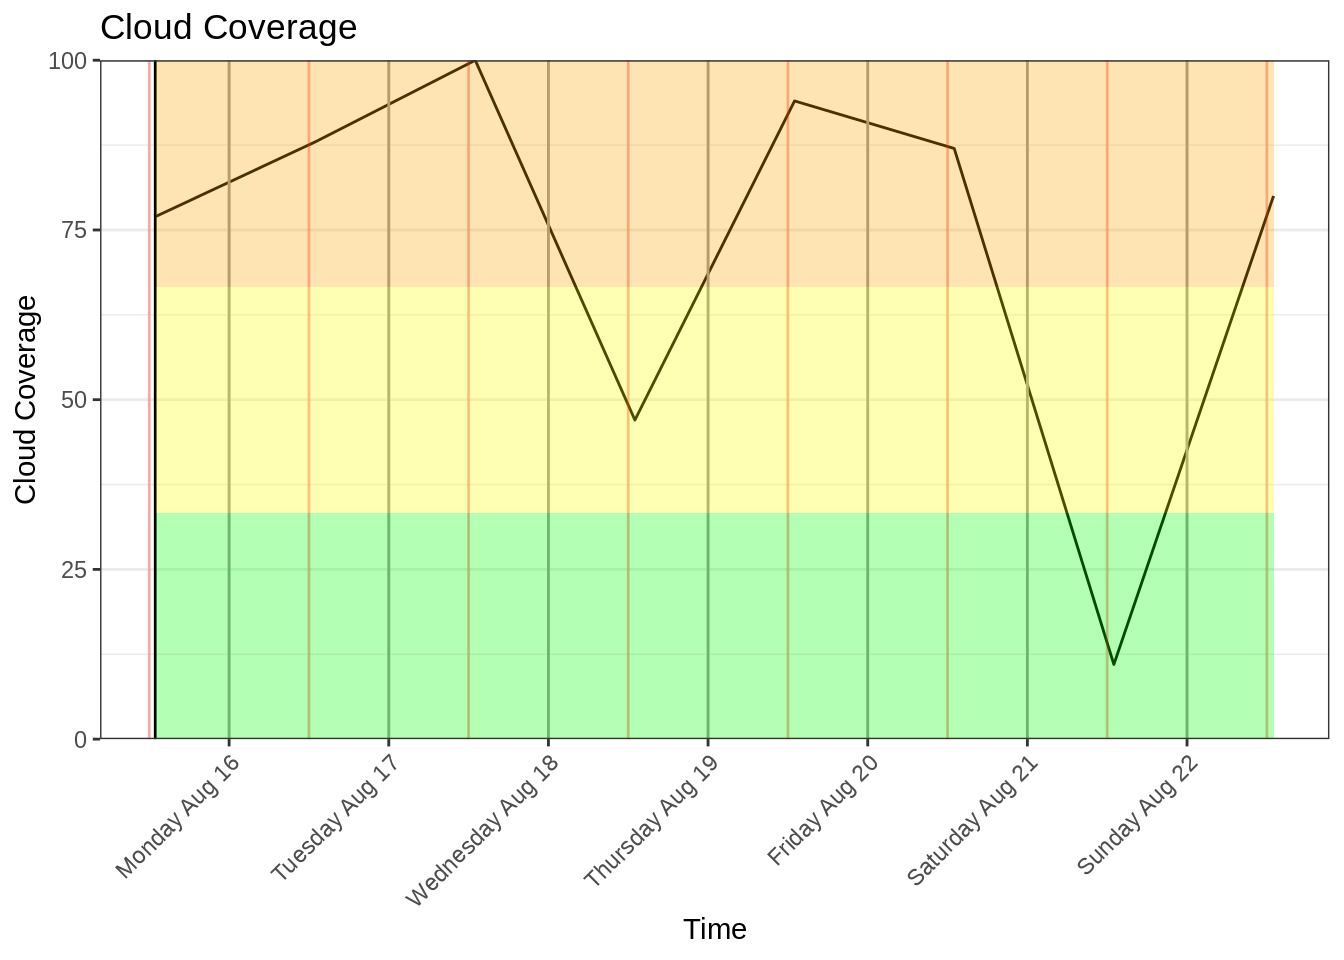 Cloud Coverage
100
75
50
25
0
Cloud Coverage
Monday Aug 16
Tuesday Aug 17
Wednesday Aug 18
Thursday Aug 19
Friday Aug 20
Saturday Aug 21
Sunday Aug 22
Time